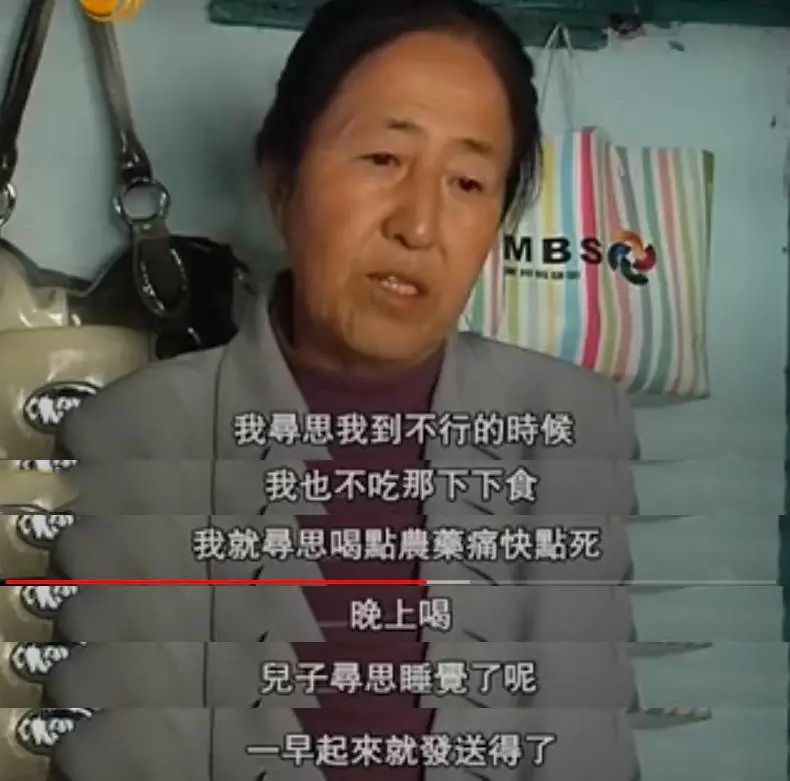 MBS
我尋思我到不行的時候
我也不吃那下下食
我就尋思喝點農藥痛快點死
晚上喝
兒子尋思睡覺了呢
一早起來就發送得了